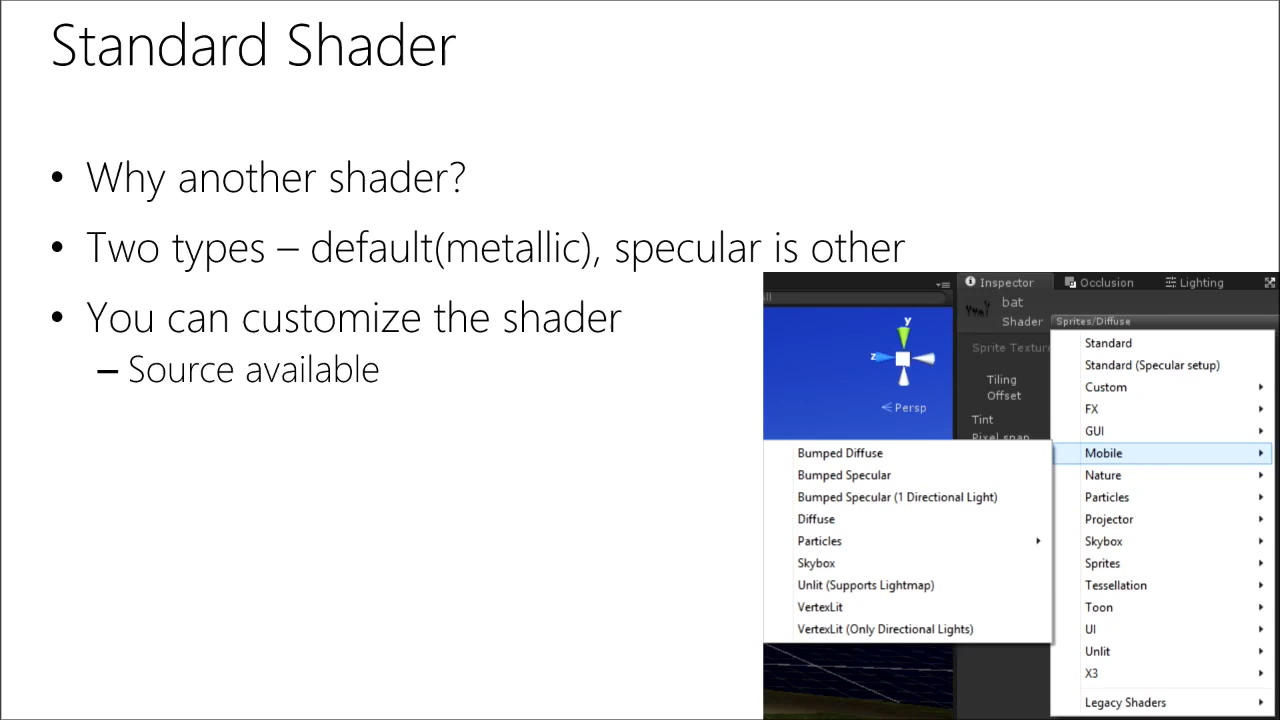 Standard Shader
• Why another shader?
• Two types – default(metallic), specular is other
• You can customize the shader
– Source available
Inspector
Occlusion
Lighting
bat
Shader
Sprites/Diffuse
Sprite Texture
Tiling
Offset
Tint
Pixel snap
y
z
Persp
Standard
Standard (Specular setup)
Custom
FX
GUI
Mobile
Nature
Particles
Projector
Skybox
Sprites
Tessellation
Toon
UI
Unlit
X3
Legacy Shaders
Bumped Diffuse
Bumped Specular
Bumped Specular (1 Directional Light)
Diffuse
Particles
Skybox
Unlit (Supports Lightmap)
VertexLit
VertexLit (Only Directional Lights)